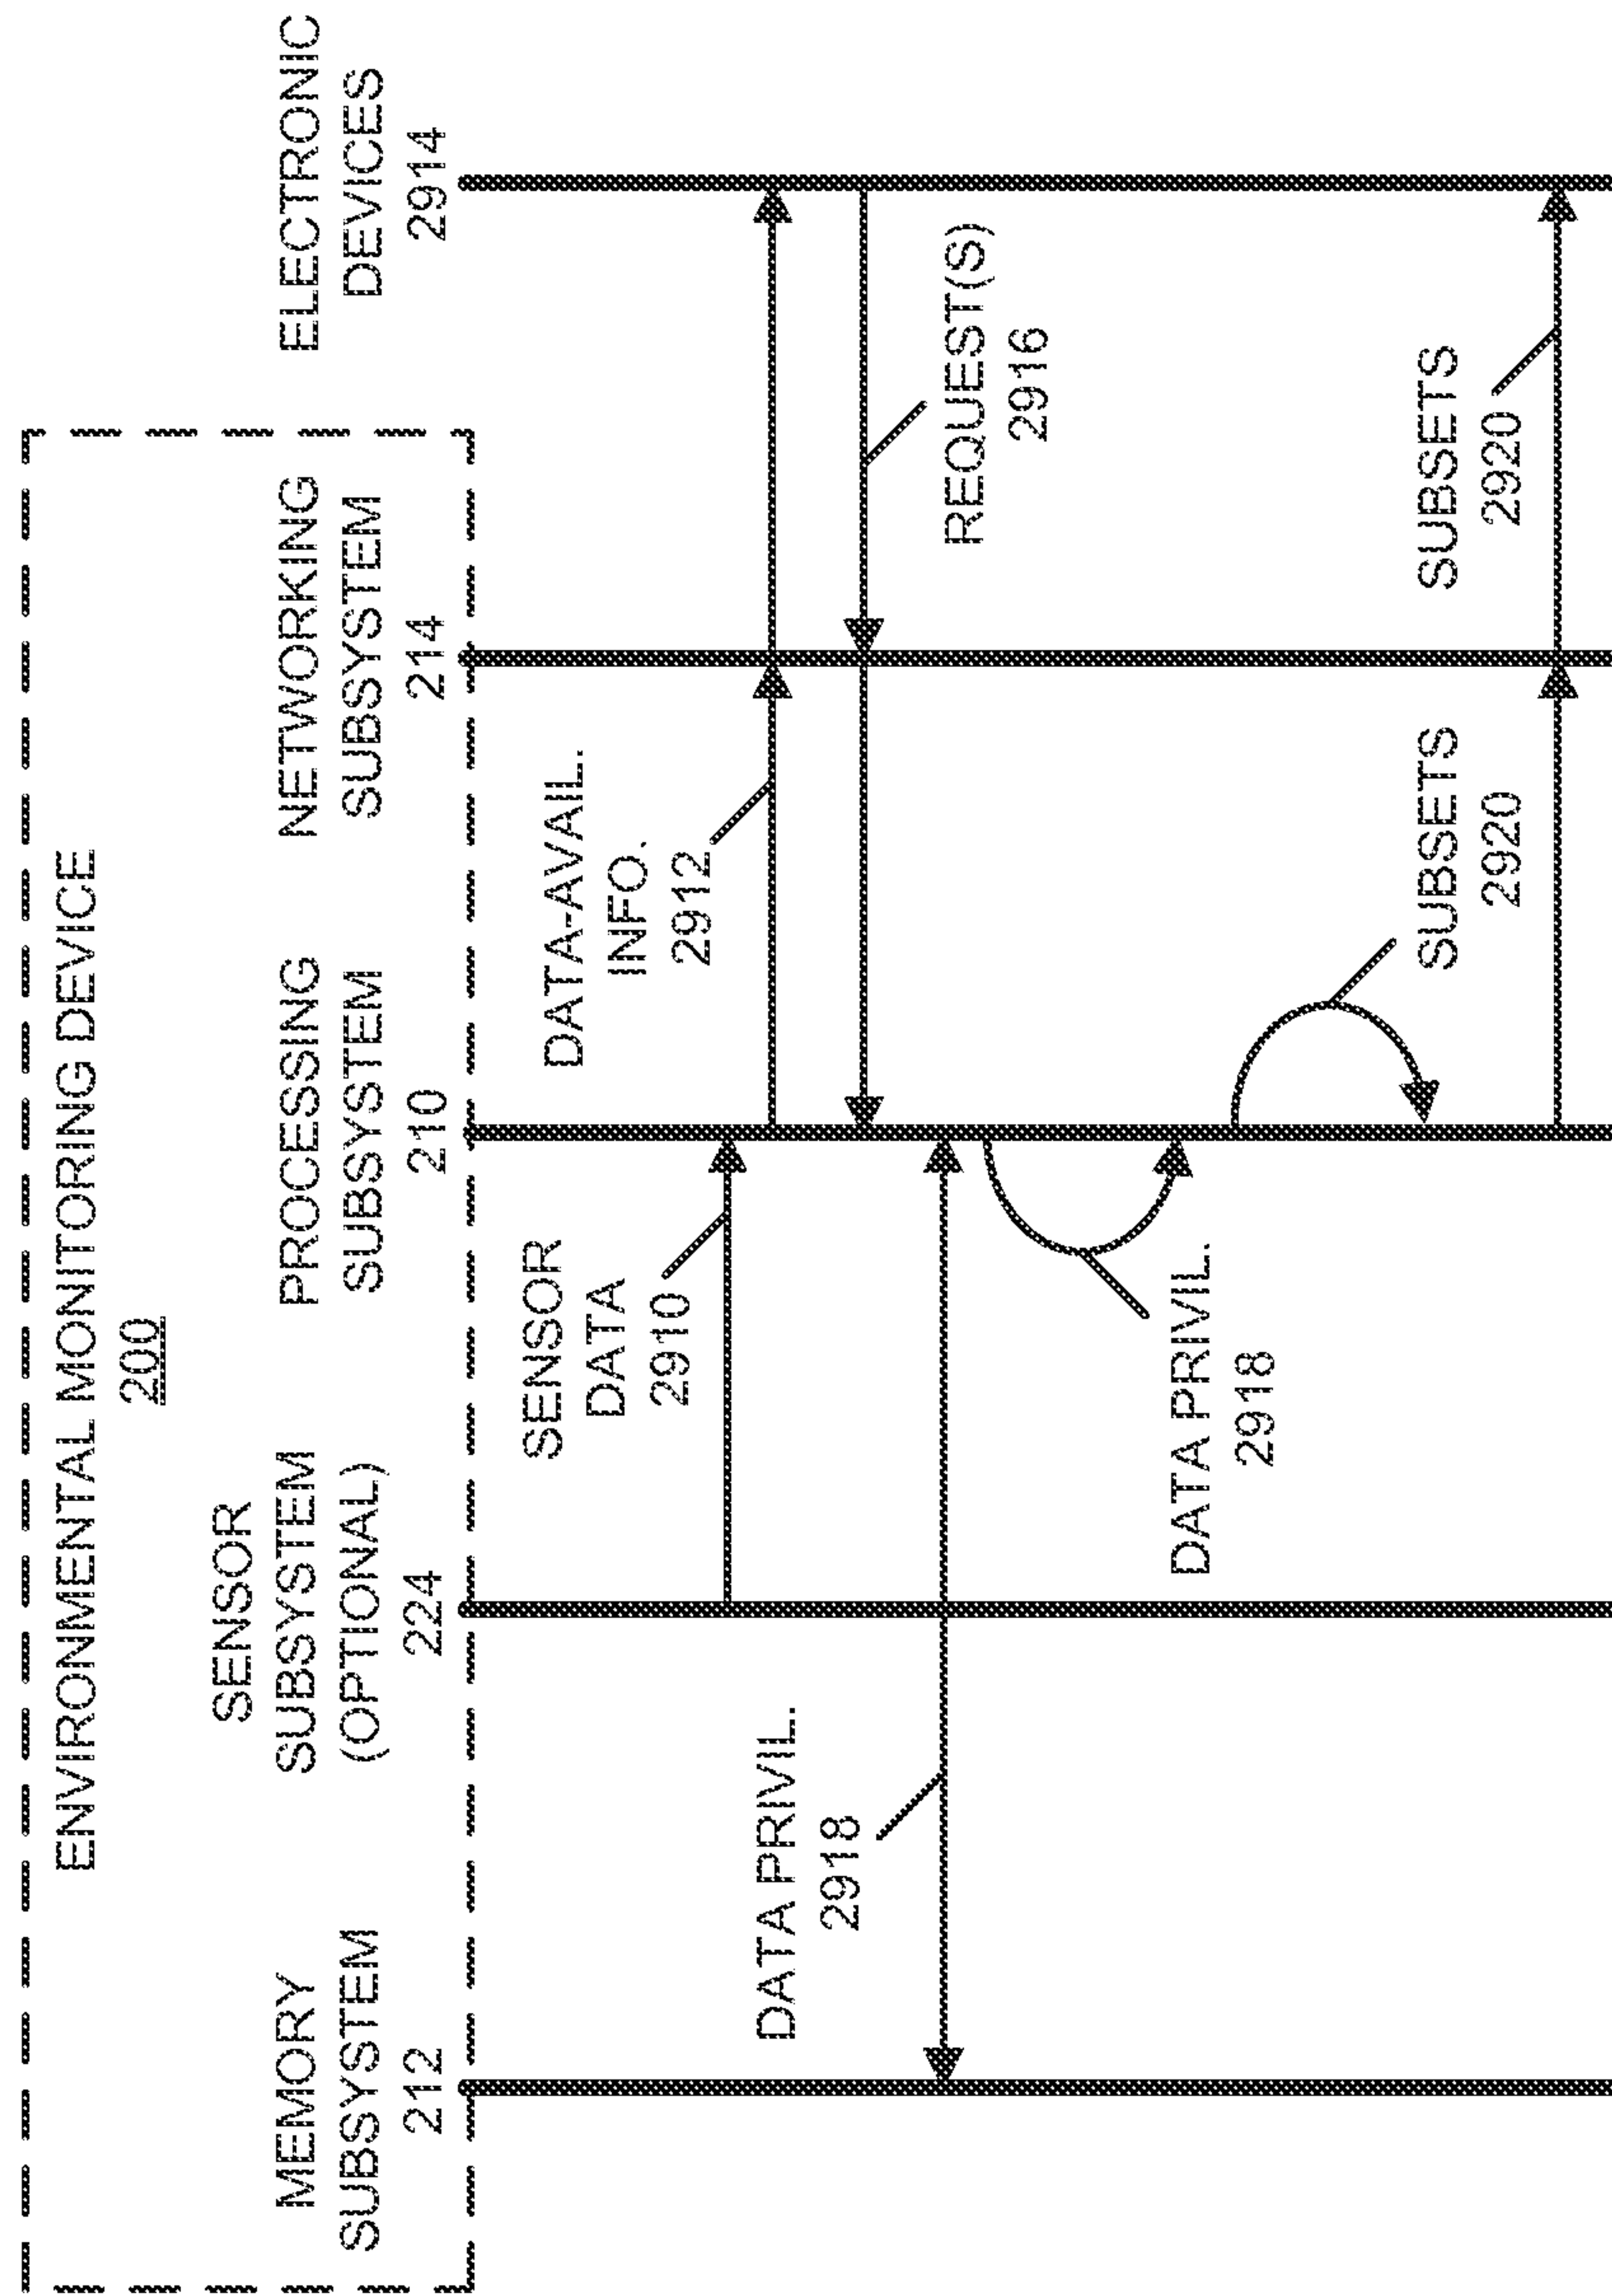 ENVIRONMENTAL MONITORING DEVICE
200
MEMORY
SUBSYSTEM
212
SENSOR
SUBSYSTEM
(OPTIONAL)
224
PROCESSING
SUBSYSTEM
210
NETWORKING
SUBSYSTEM
214
ELECTRONIC
DEVICES
2914
SENSOR
DATA
2910
DATA-AVAIL.
INFO.
2912
REQUEST(S)
2916
DATA PRIVIL.
2918
DATA PRIVIL.
2918
SUBSETS
2920
SUBSETS
2920